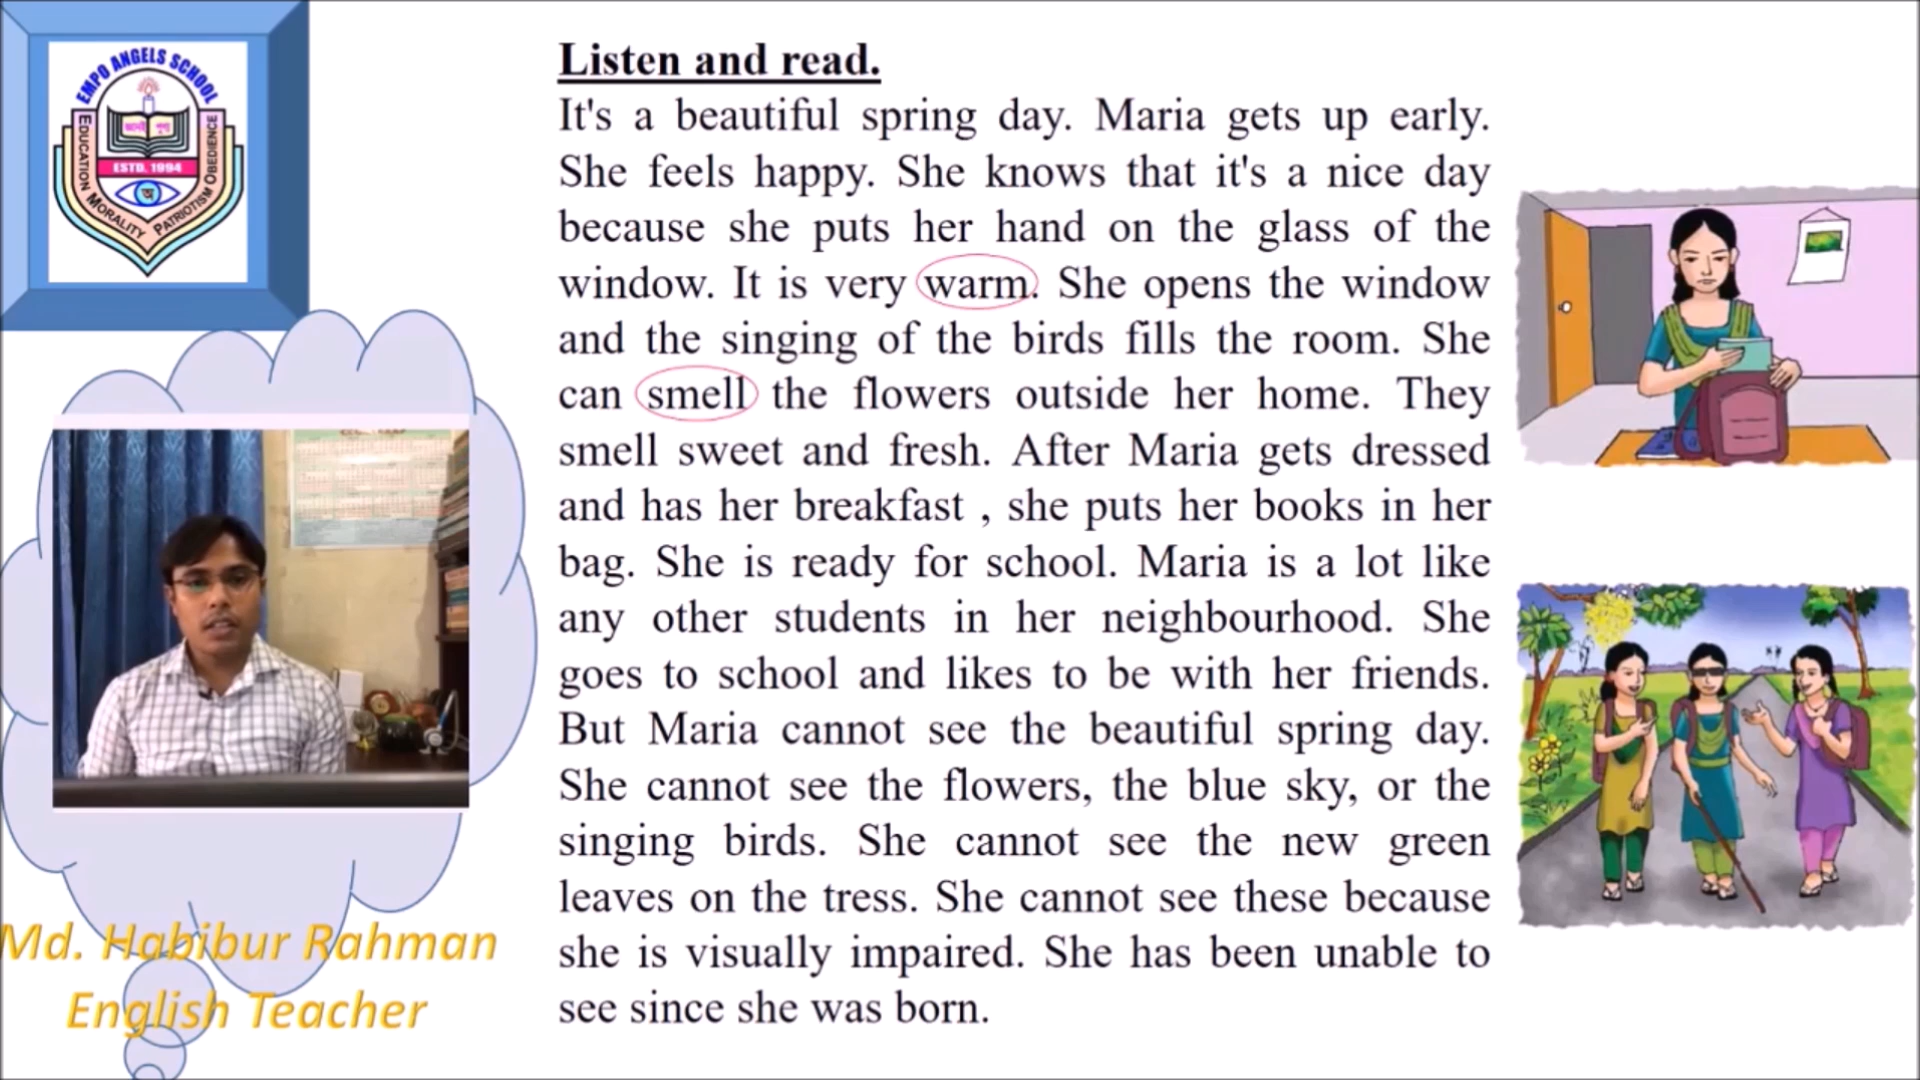 EMPO ANGELS SCHOOL
ESTD. 1994
EDUCATION MORALITY PATRIOTISM OBEDIENCE
Listen and read.
It's a beautiful spring day. Maria gets up early.
She feels happy. She knows that it's a nice day
because she puts her hand on the glass of the
window. It is very warm. She opens the window
and the singing of the birds fills the room. She
can smell the flowers outside her home. They
smell sweet and fresh. After Maria gets dressed
and has her breakfast , she puts her books in her
bag. She is ready for school. Maria is a lot like
any other students in her neighbourhood. She
goes to school and likes to be with her friends.
But Maria cannot see the beautiful spring day.
She cannot see the flowers, the blue sky, or the
singing birds. She cannot see the new green
leaves on the tress. She cannot see these because
she is visually impaired. She has been unable to
see since she was born.
Md. Habibur Rahman
English Teacher